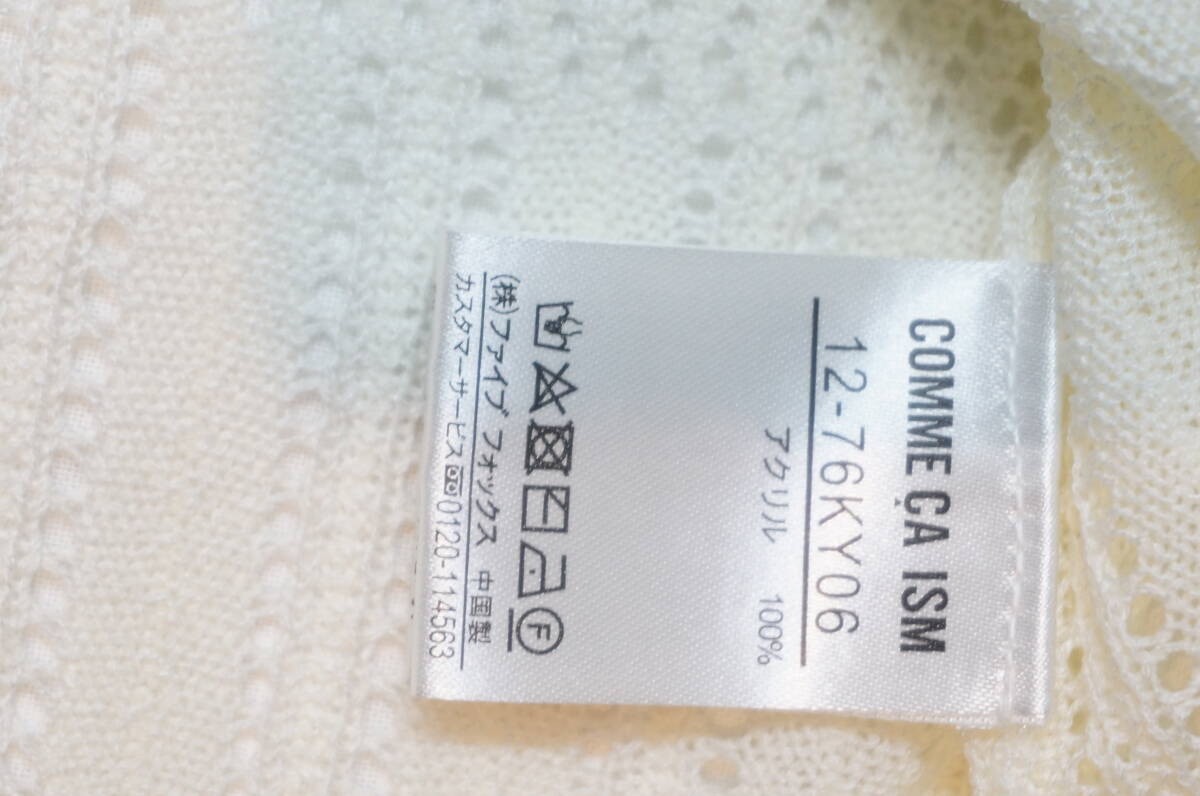 COMME ÇA ISM
12-76KY06
アクリル 100%
F
(株)ファイブ フォックス 中国製
カスタマーサービス 0120-114563